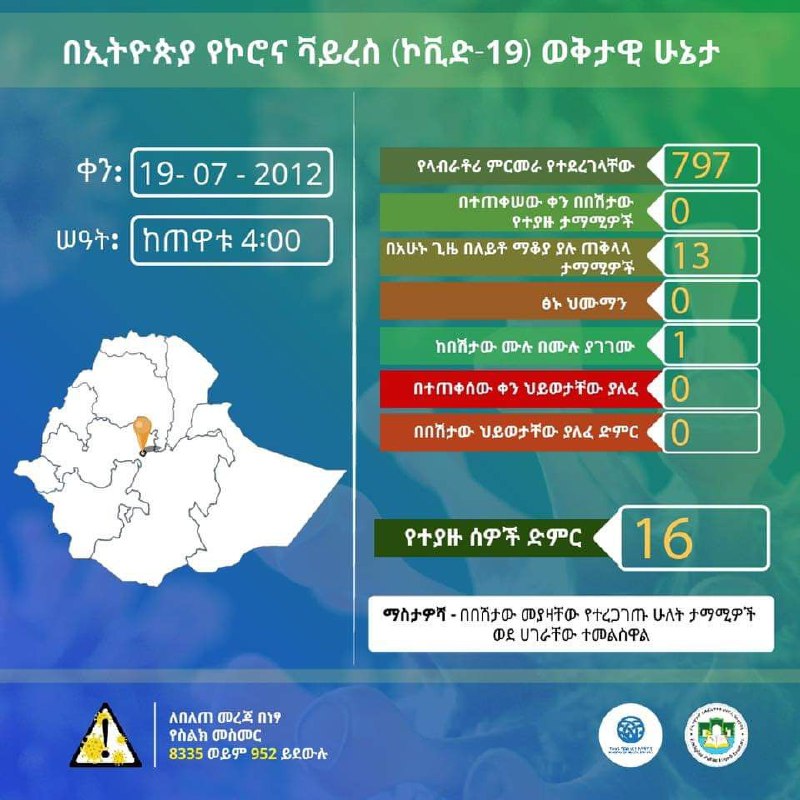 በኢትዮጵያ የኮሮና ቫይረስ (ኮቪድ-19) ወቅታዊ ሁኔታ
ቀን: 19- 07 - 2012
ሠዓት: ከጠዋቱ 4:00
የላብራቶሪ ምርመራ የተደረገላቸው 797
በተጠቀሠው ቀን በበሽታው
የተያዙ ታማሚዎች 0
በአሁኑ ጊዜ በለይቶ ማቆያ ያሉ ጠቅላላ
ታማሚዎች 13
ፅኑ ህሙማን 0
ከበሽታው ሙሉ በሙሉ ያገገሙ 1
በተጠቀሰው ቀን ህይወታቸው ያለፈ 0
በበሽታው ህይወታቸው ያለፈ ድምር 0
የተያዙ ሰዎች ድምር 16
ማስታዎሻ - በበሽታው መያዛቸው የተረጋገጡ ሁለት ታማሚዎች
ወደ ሀገራቸው ተመልስዋል
ለበለጠ መረጃ በነፃ
የስልክ መስመር
8335 ወይም 952 ይደውሉ